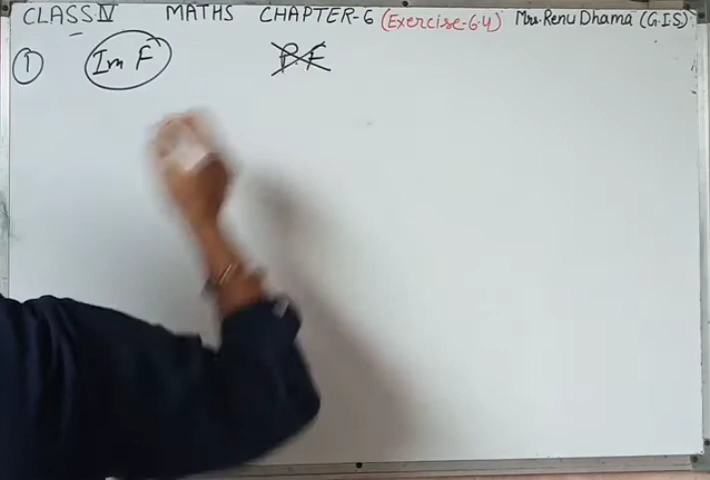 CLASS IV MATHS CHAPTER-6 (Exercise-6.4) Mrs. Renu Dhama (G.I.S)
① Im F P.F